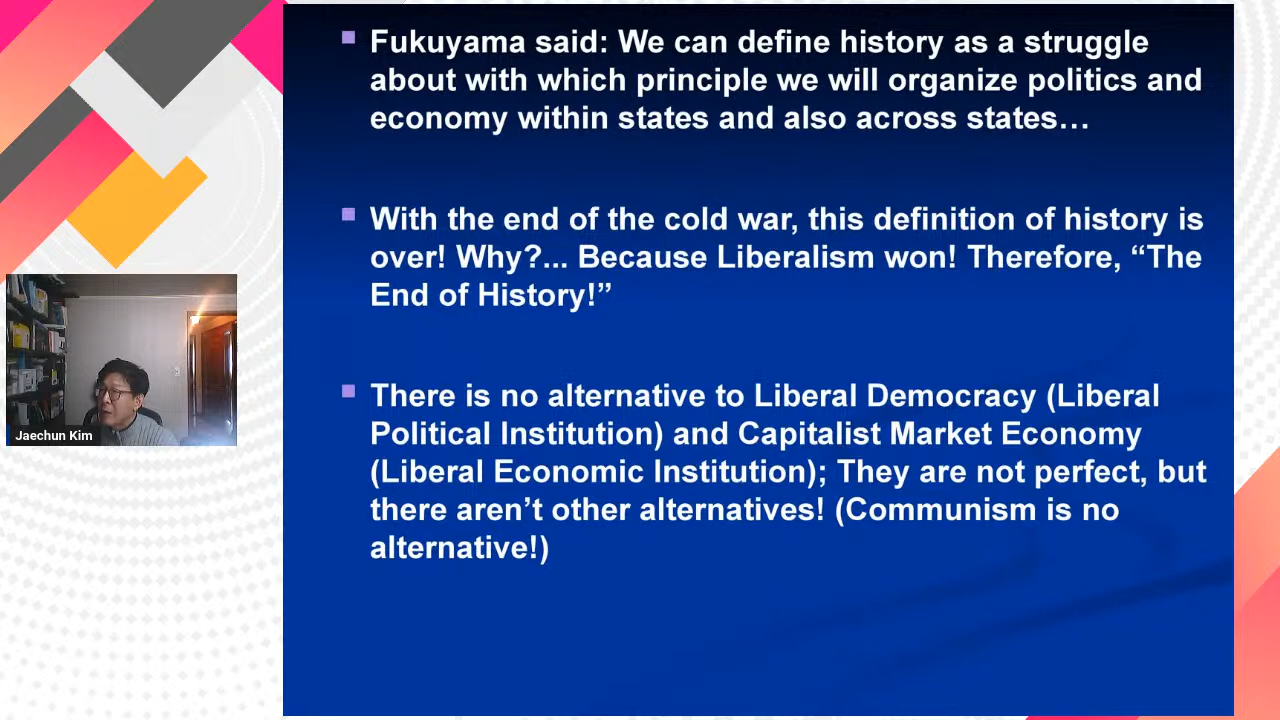 Fukuyama said: We can define history as a struggle
about with which principle we will organize politics and
economy within states and also across states…
With the end of the cold war, this definition of history is
over! Why?... Because Liberalism won! Therefore, “The
End of History!”
There is no alternative to Liberal Democracy (Liberal
Political Institution) and Capitalist Market Economy
(Liberal Economic Institution); They are not perfect, but
there aren’t other alternatives! (Communism is no
alternative!)
Jaechun Kim